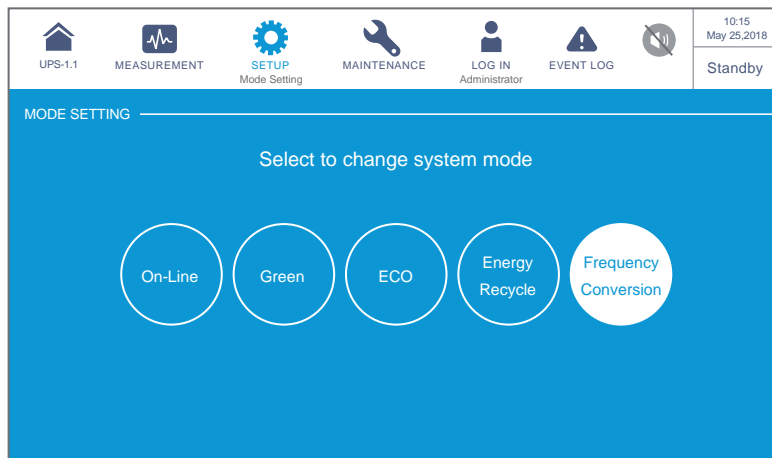 UPS-1.1
MEASUREMENT
SETUP
Mode Setting
MAINTENANCE
LOG IN
Administrator
EVENT LOG
10:15
May 25,2018
Standby
MODE SETTING
Select to change system mode
On-Line
Green
ECO
Energy
Recycle
Frequency
Conversion